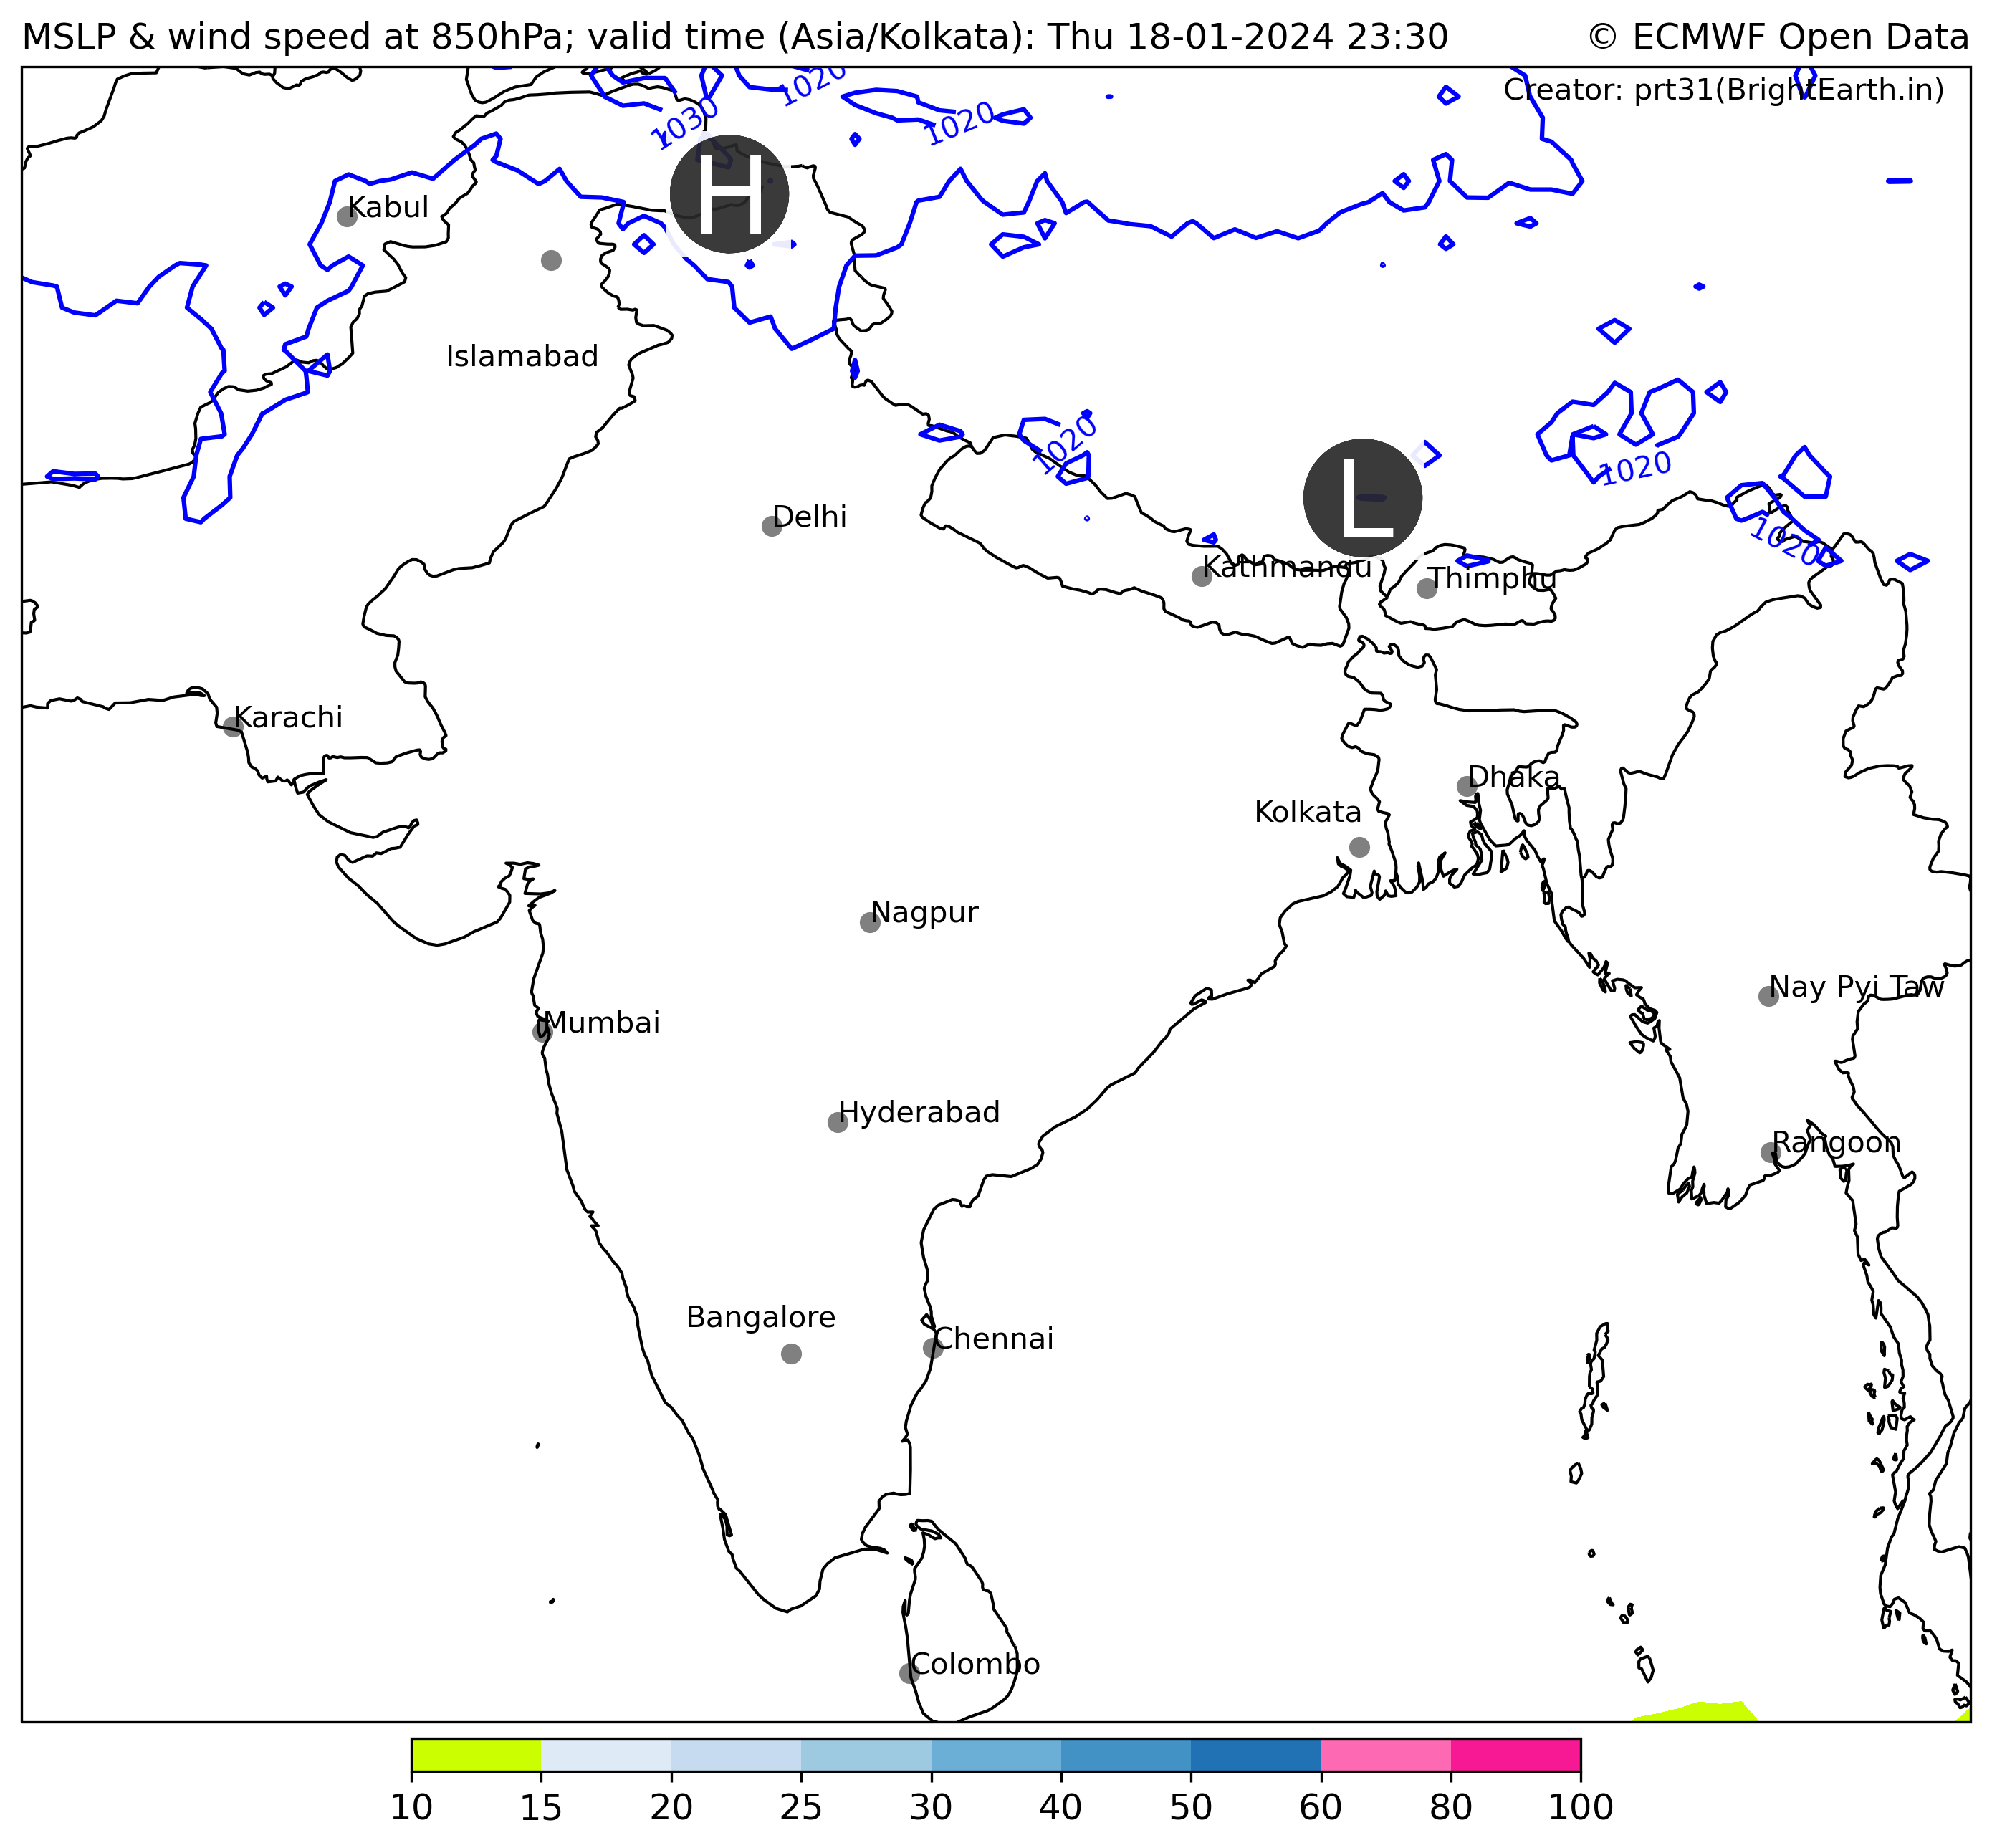 MSLP & wind speed at 850hPa; valid time (Asia/Kolkata): Thu 18-01-2024 23:30
© ECMWF Open Data
Creator: prt31(BrightEarth.in)
1020
1030
1020
H
Kabul
Islamabad
1020
L
1020
Delhi
1020
Kathmandu
Thimphu
Karachi
Dhaka
Kolkata
Nagpur
Nay Pyi Taw
Mumbai
Hyderabad
Rangoon
Bangalore
Chennai
Colombo
10 15 20 25 30 40 50 60 80 100